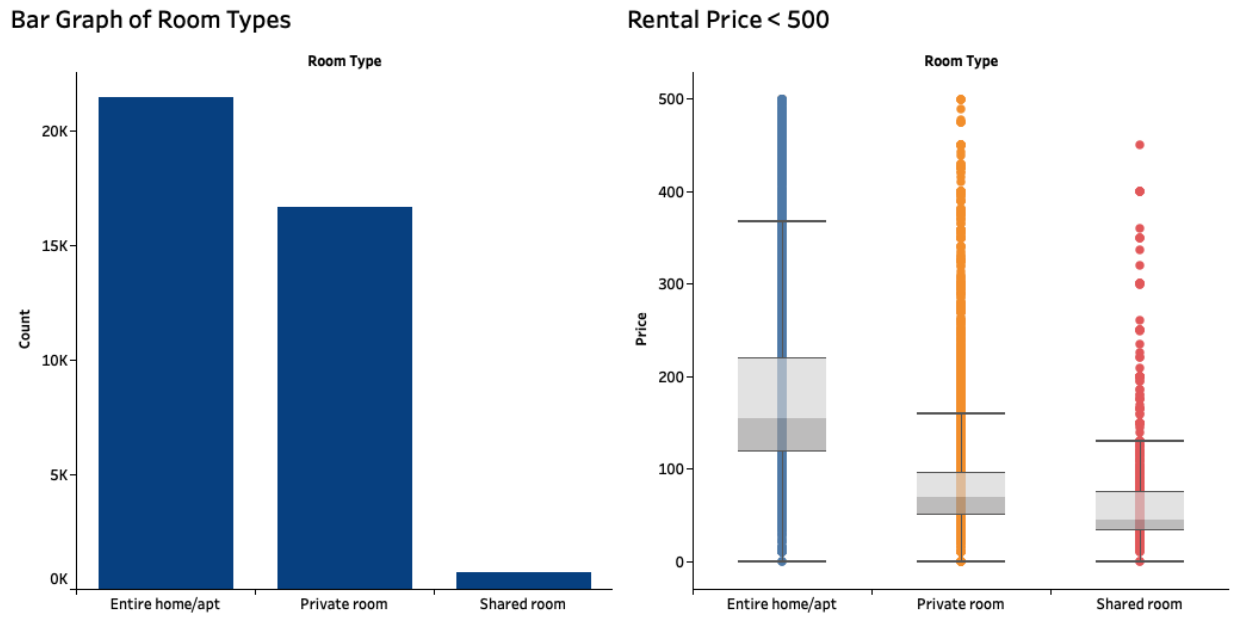 Bar Graph of Room Types
Room Type
20K
15K
10K
5K
0K
Count
Entire home/apt
Private room
Shared room
Rental Price < 500
Room Type
500
400
300
200
100
0
Price
Entire home/apt
Private room
Shared room